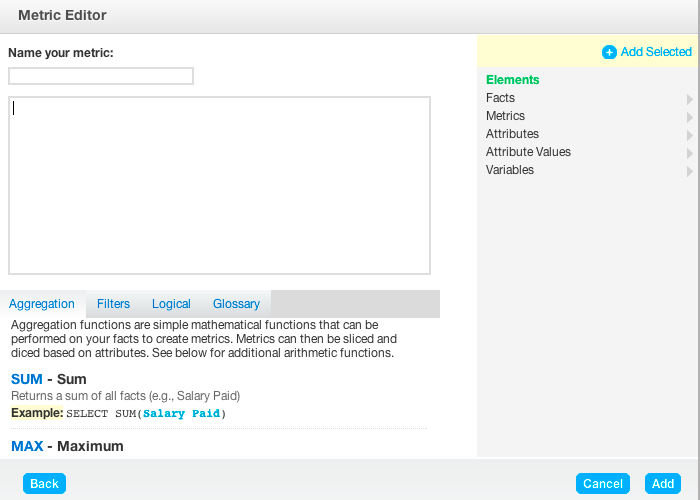 Metric Editor
Name your metric:
Add Selected
Elements
Facts
Metrics
Attributes
Attribute Values
Variables
Aggregation Filters Logical Glossary
Aggregation functions are simple mathematical functions that can be
performed on your facts to create metrics. Metrics can then be sliced and
diced based on attributes. See below for additional arithmetic functions.
SUM - Sum
Returns a sum of all facts (e.g., Salary Paid)
Example: SELECT SUM(Salary Paid)
MAX - Maximum
Back Cancel Add